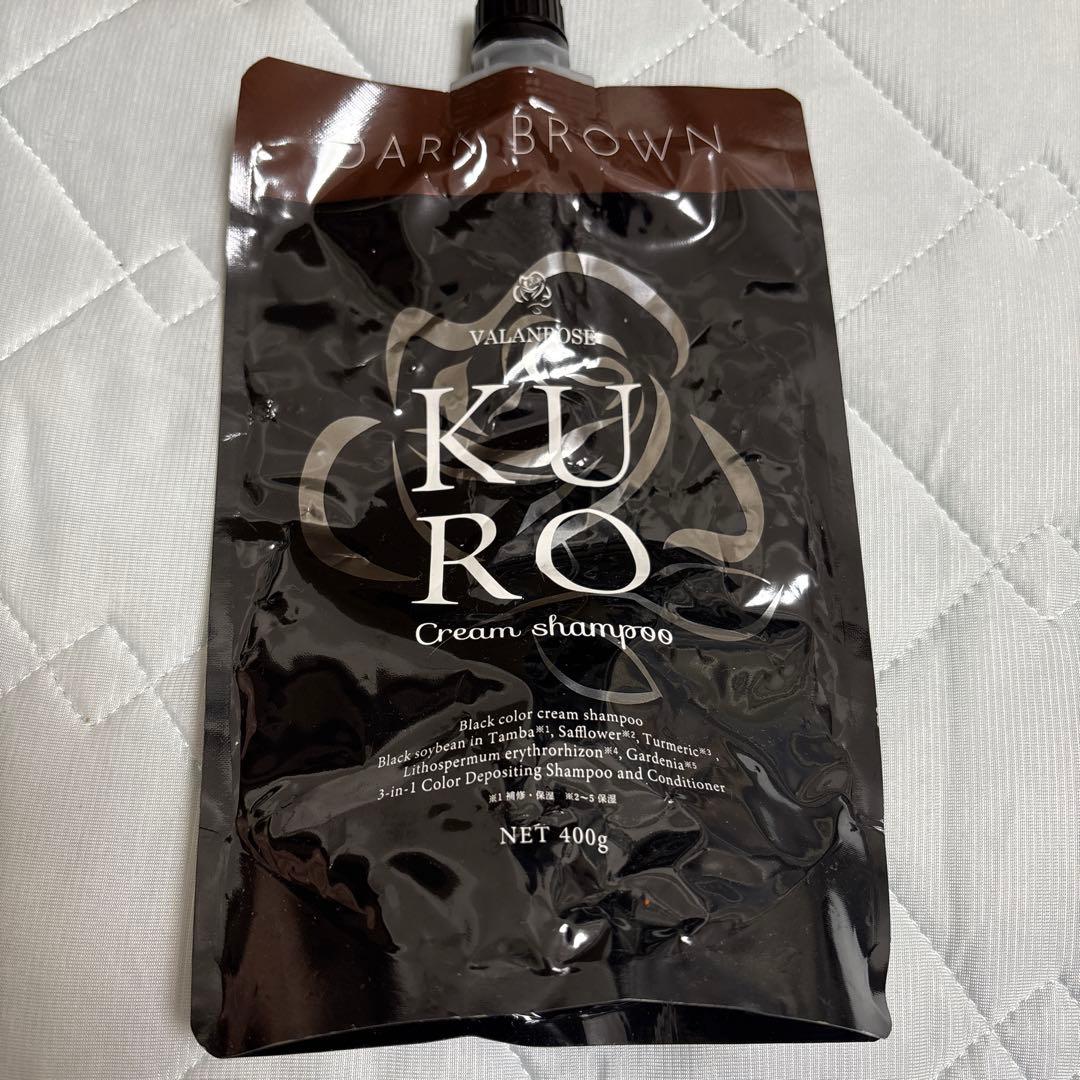 DARK BROWN
VALANROSE
KU
RO
Cream shampoo
Black color cream shampoo
Black soybean in Tamba※1, Safflower※2, Turmeric※3,
Lithospermum erythrorhizon※4, Gardenia※5
3-in-1 Color Depositing Shampoo and Conditioner
※1 補修・保湿 ※2〜5 保湿
NET 400g